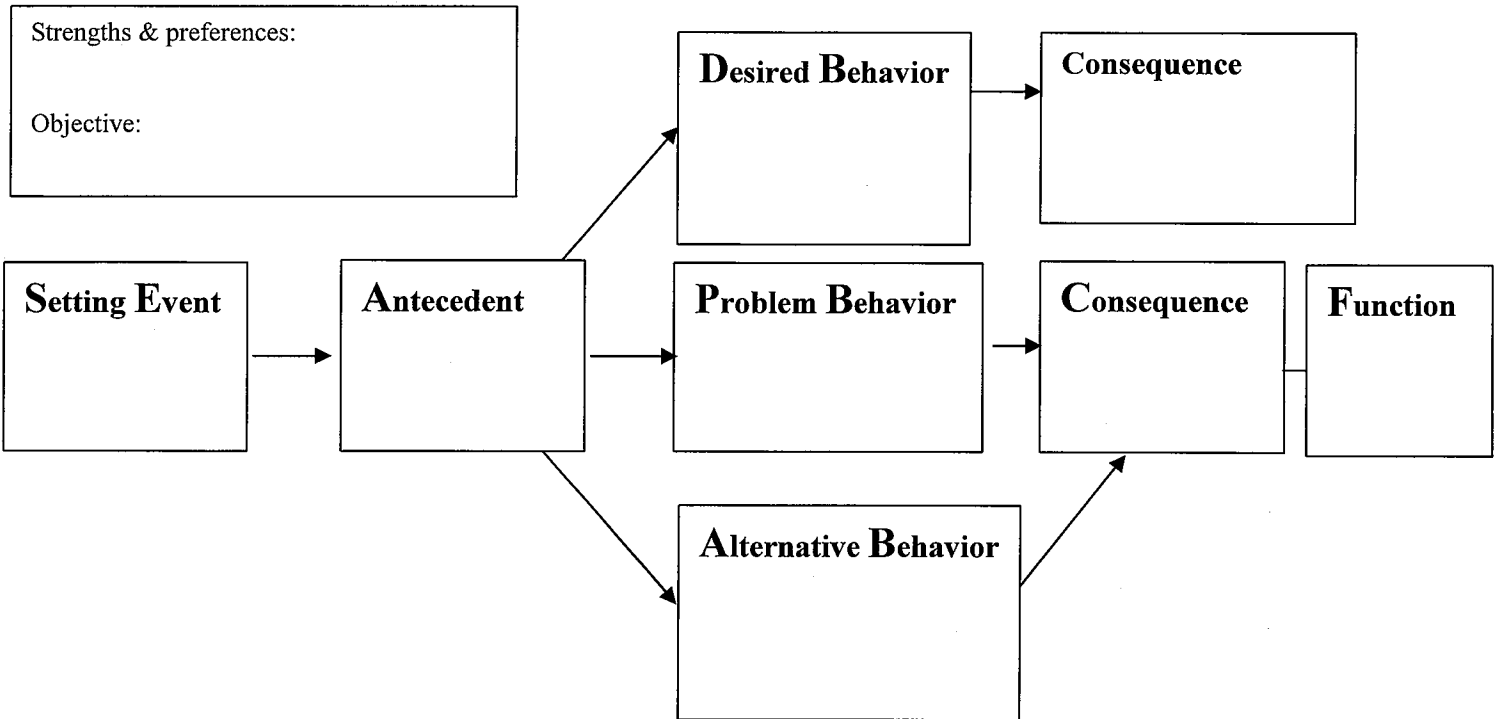 Strengths & preferences:
Objective:
Desired Behavior
Consequence
Setting Event
Antecedent
Problem Behavior
Consequence
Function
Alternative Behavior